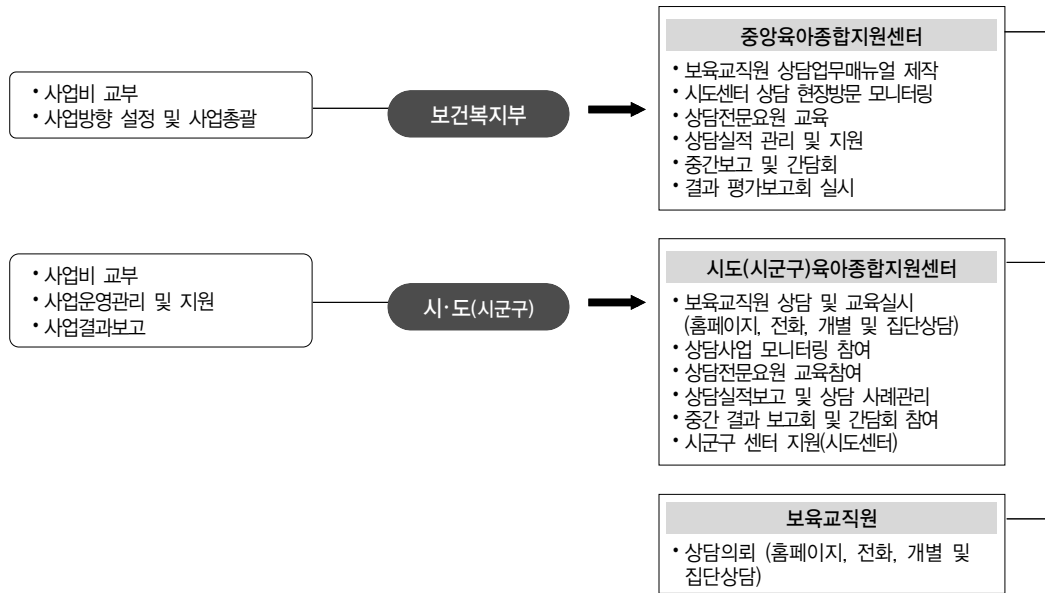 • 사업비 교부
• 사업방향 설정 및 사업총괄
보건복지부
중앙육아종합지원센터
• 보육교직원 상담업무매뉴얼 제작
• 시도센터 상담 현장방문 모니터링
• 상담전문요원 교육
• 상담실적 관리 및 지원
• 중간보고 및 간담회
• 결과 평가보고회 실시
• 사업비 교부
• 사업운영관리 및 지원
• 사업결과보고
시·도(시군구)
시도(시군구)육아종합지원센터
• 보육교직원 상담 및 교육실시
(홈페이지, 전화, 개별 및 집단상담)
• 상담사업 모니터링 참여
• 상담전문요원 교육참여
• 상담실적보고 및 상담 사례관리
• 중간 결과 보고회 및 간담회 참여
• 시군구 센터 지원(시도센터)
보육교직원
• 상담의뢰 (홈페이지, 전화, 개별 및
집단상담)